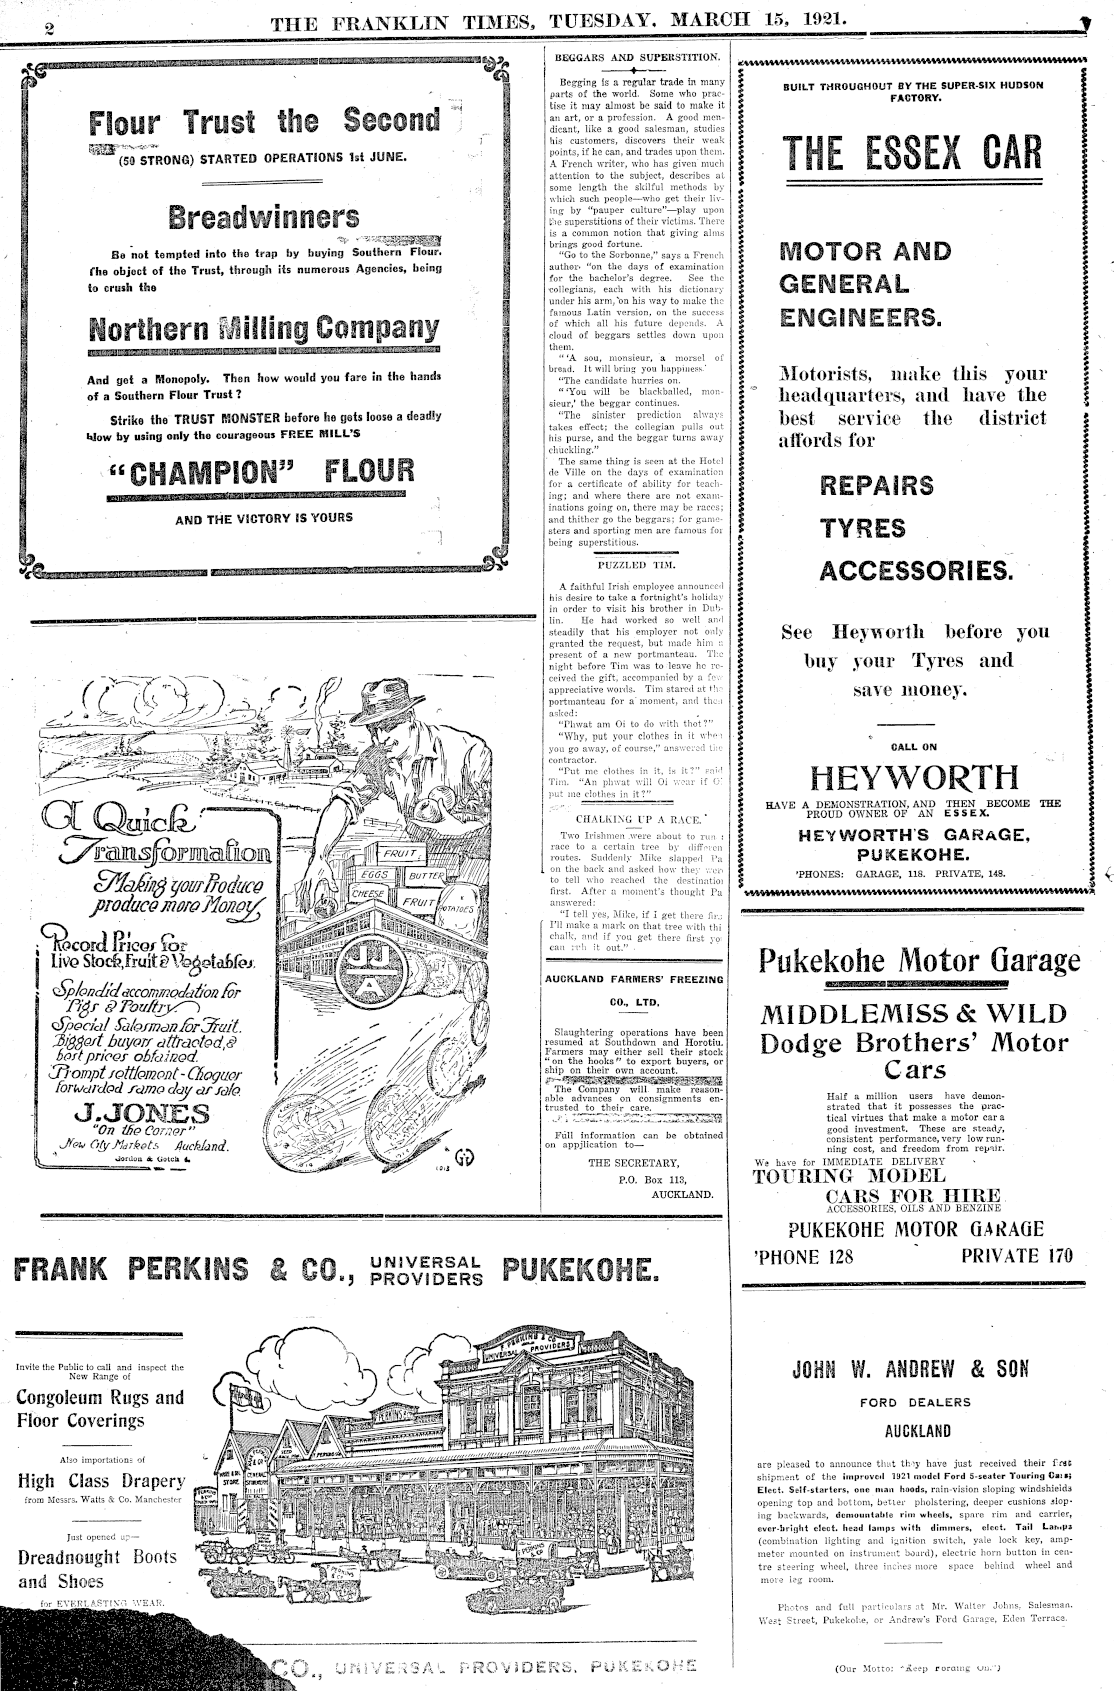 2
THE FRANKLIN TIMES, TUESDAY, MARCH 15, 1921.
Flour Trust the Second
(50 STRONG) STARTED OPERATIONS 1st JUNE.
Breadwinners
Be not tempted into the trap by buying Southern Flour.
The object of the Trust, through its numerous Agencies, being
to crush the
Northern Milling Company
And get a Monopoly. Then how would you fare in the hands
of a Southern Flour Trust?
Strike the TRUST MONSTER before he gets loose a deadly
blow by using only the courageous FREE MILL'S
"CHAMPION" FLOUR
AND THE VICTORY IS YOURS
A Quick
Transformation
Making your Produce
produce more Money
Record Prices for
Live Stock, Fruit & Vegetables.
Splendid accommodation for
Pigs & Poultry.
Special Salesman for Fruit.
Biggest buyers attracted, &
best prices obtained.
Prompt settlement - Cheques
forwarded same day as sale.
J. JONES
"On the Corner"
New City Markets Auckland.
Gordon & Gotch
FRUIT
EGGS
BUTTER
CHEESE
FRUIT
POTATOES
JJ
A
1913
FRANK PERKINS & CO., UNIVERSAL PROVIDERS PUKEKOHE.
Invite the Public to call and inspect the
New Range of
Congoleum Rugs and
Floor Coverings
Also importations of
High Class Drapery
from Messrs. Watts & Co. Manchester
Just opened up—
Dreadnought Boots
and Shoes
for EVERLASTING WEAR.
PERKINS & CO
UNIVERSAL PROVIDERS
CO., UNIVERSAL PROVIDERS, PUKEKOHE
BEGGARS AND SUPERSTITION.
Begging is a regular trade in many
parts of the world. Some who prac-
tise it may almost be said to make it
an art, or a profession. A good men-
dicant, like a good salesman, studies
his customers, discovers their weak
points, if he can, and trades upon them.
A French writer, who has given much
attention to the subject, describes at
some length the skilful methods by
which such people—who get their liv-
ing by "pauper culture"—play upon
the superstitions of their victims. There
is a common notion that giving alms
brings good fortune.
"Go to the Sorbonne," says a French
author "on the days of examination
for the bachelor's degree. See the
collegians, each with his dictionary
under his arm, on his way to make the
famous Latin version, on the success
of which all his future depends. A
cloud of beggars settles down upon
them.
"'A sou, monsieur, a morsel of
bread. It will bring you happiness.'
"The candidate hurries on.
"'You will be blackballed, mon-
sieur,' the beggar continues.
"The sinister prediction always
takes effect; the collegian pulls out
his purse, and the beggar turns away
chuckling."
The same thing is seen at the Hotel
de Ville on the days of examination
for a certificate of ability for teach-
ing; and where there are not exam-
inations going on, there may be races;
and thither go the beggars; for game-
sters and sporting men are famous for
being superstitious.
PUZZLED TIM.
A faithful Irish employee announced
his desire to take a fortnight's holiday
in order to visit his brother in Dub-
lin. He had worked so well and
steadily that his employer not only
granted the request, but made him a
present of a new portmanteau. The
night before Tim was to leave he re-
ceived the gift, accompanied by a few
appreciative words. Tim stared at the
portmanteau for a moment, and then
asked:
"Phwat am Oi to do with thot?"
"Why, put your clothes in it when
you go away, of course," answered the
contractor.
"Put me clothes in it, is it?" said
Tim. "An phwat will Oi wear if O
put me clothes in it?"
CHALKING UP A RACE.
Two Irishmen were about to run
race to a certain tree by differen
routes. Suddenly Mike slapped Pa
on the back and asked how they were
to tell who reached the destination
first. After a moment's thought Pa
answered:
"I tell yes, Mike, if I get there first
I'll make a mark on that tree with thi
chalk, and if you get there first yo
can rub it out."
AUCKLAND FARMERS' FREEZING
CO., LTD,
Slaughtering operations have been
resumed at Southdown and Horotiu.
Farmers may either sell their stock
"on the hooks" to export buyers, or
ship on their own account.
The Company will make reason-
able advances on consignments en-
trusted to their care.
Full information can be obtained
on appjlication to—
THE SECRETARY,
P.O. Box 113,
AUCKLAND.
BUILT THROUGHOUT BY THE SUPER-SIX HUDSON
FACTORY.
THE ESSEX CAR
MOTOR AND
GENERAL
ENGINEERS.
Motorists, make this your
headquarters, and have the
best service the district
affords for
REPAIRS
TYRES
ACCESSORIES.
See Heyworth before you
buy your Tyres and
save money.
CALL ON
HEYWORTH
HAVE A DEMONSTRATION, AND THEN BECOME THE
PROUD OWNER OF AN ESSEX.
HEYWORTH'S GARAGE,
PUKEKOHE.
'PHONES: GARAGE, 118. PRIVATE, 148.
Pukekohe Motor Garage
MIDDLEMISS & WILD
Dodge Brothers' Motor
Cars
Half a million users have demon-
strated that it possesses the prac-
tical virtues that make a motor car a
good investment. These are steady,
consistent performance, very low run-
ning cost, and freedom from repair.
We have for IMMEDIATE DELIVERY
TOURING MODEL
CARS FOR HIRE
ACCESSORIES, OILS AND BENZINE
PUKEKOHE MOTOR GARAGE
'PHONE 128 PRIVATE 170
JOHN W. ANDREW & SON
FORD DEALERS
AUCKLAND
are pleased to announce that they have just received their first
shipment of the improved 1921 model Ford 5-seater Touring Cars;
Elect. Self-starters, one man hoods, rain-vision sloping windshields
opening top and bottom, better pholstering, deeper cushions slop-
ing backwards, demountable rim wheels, spare rim and carrier,
ever-bright elect. head lamps with dimmers, elect. Tail Lamps
(combination lighting and ignition switch, yale lock key, amp-
meter mounted on instrument board), electric horn button in cen-
tre steering wheel, three inches more space behind wheel and
more leg room.
Photos and full particulars at Mr. Walter Johns, Salesman,
West Street, Pukekohe, or Andrew's Ford Garage, Eden Terrace.
(Our Motto: "Keep Fording On.")